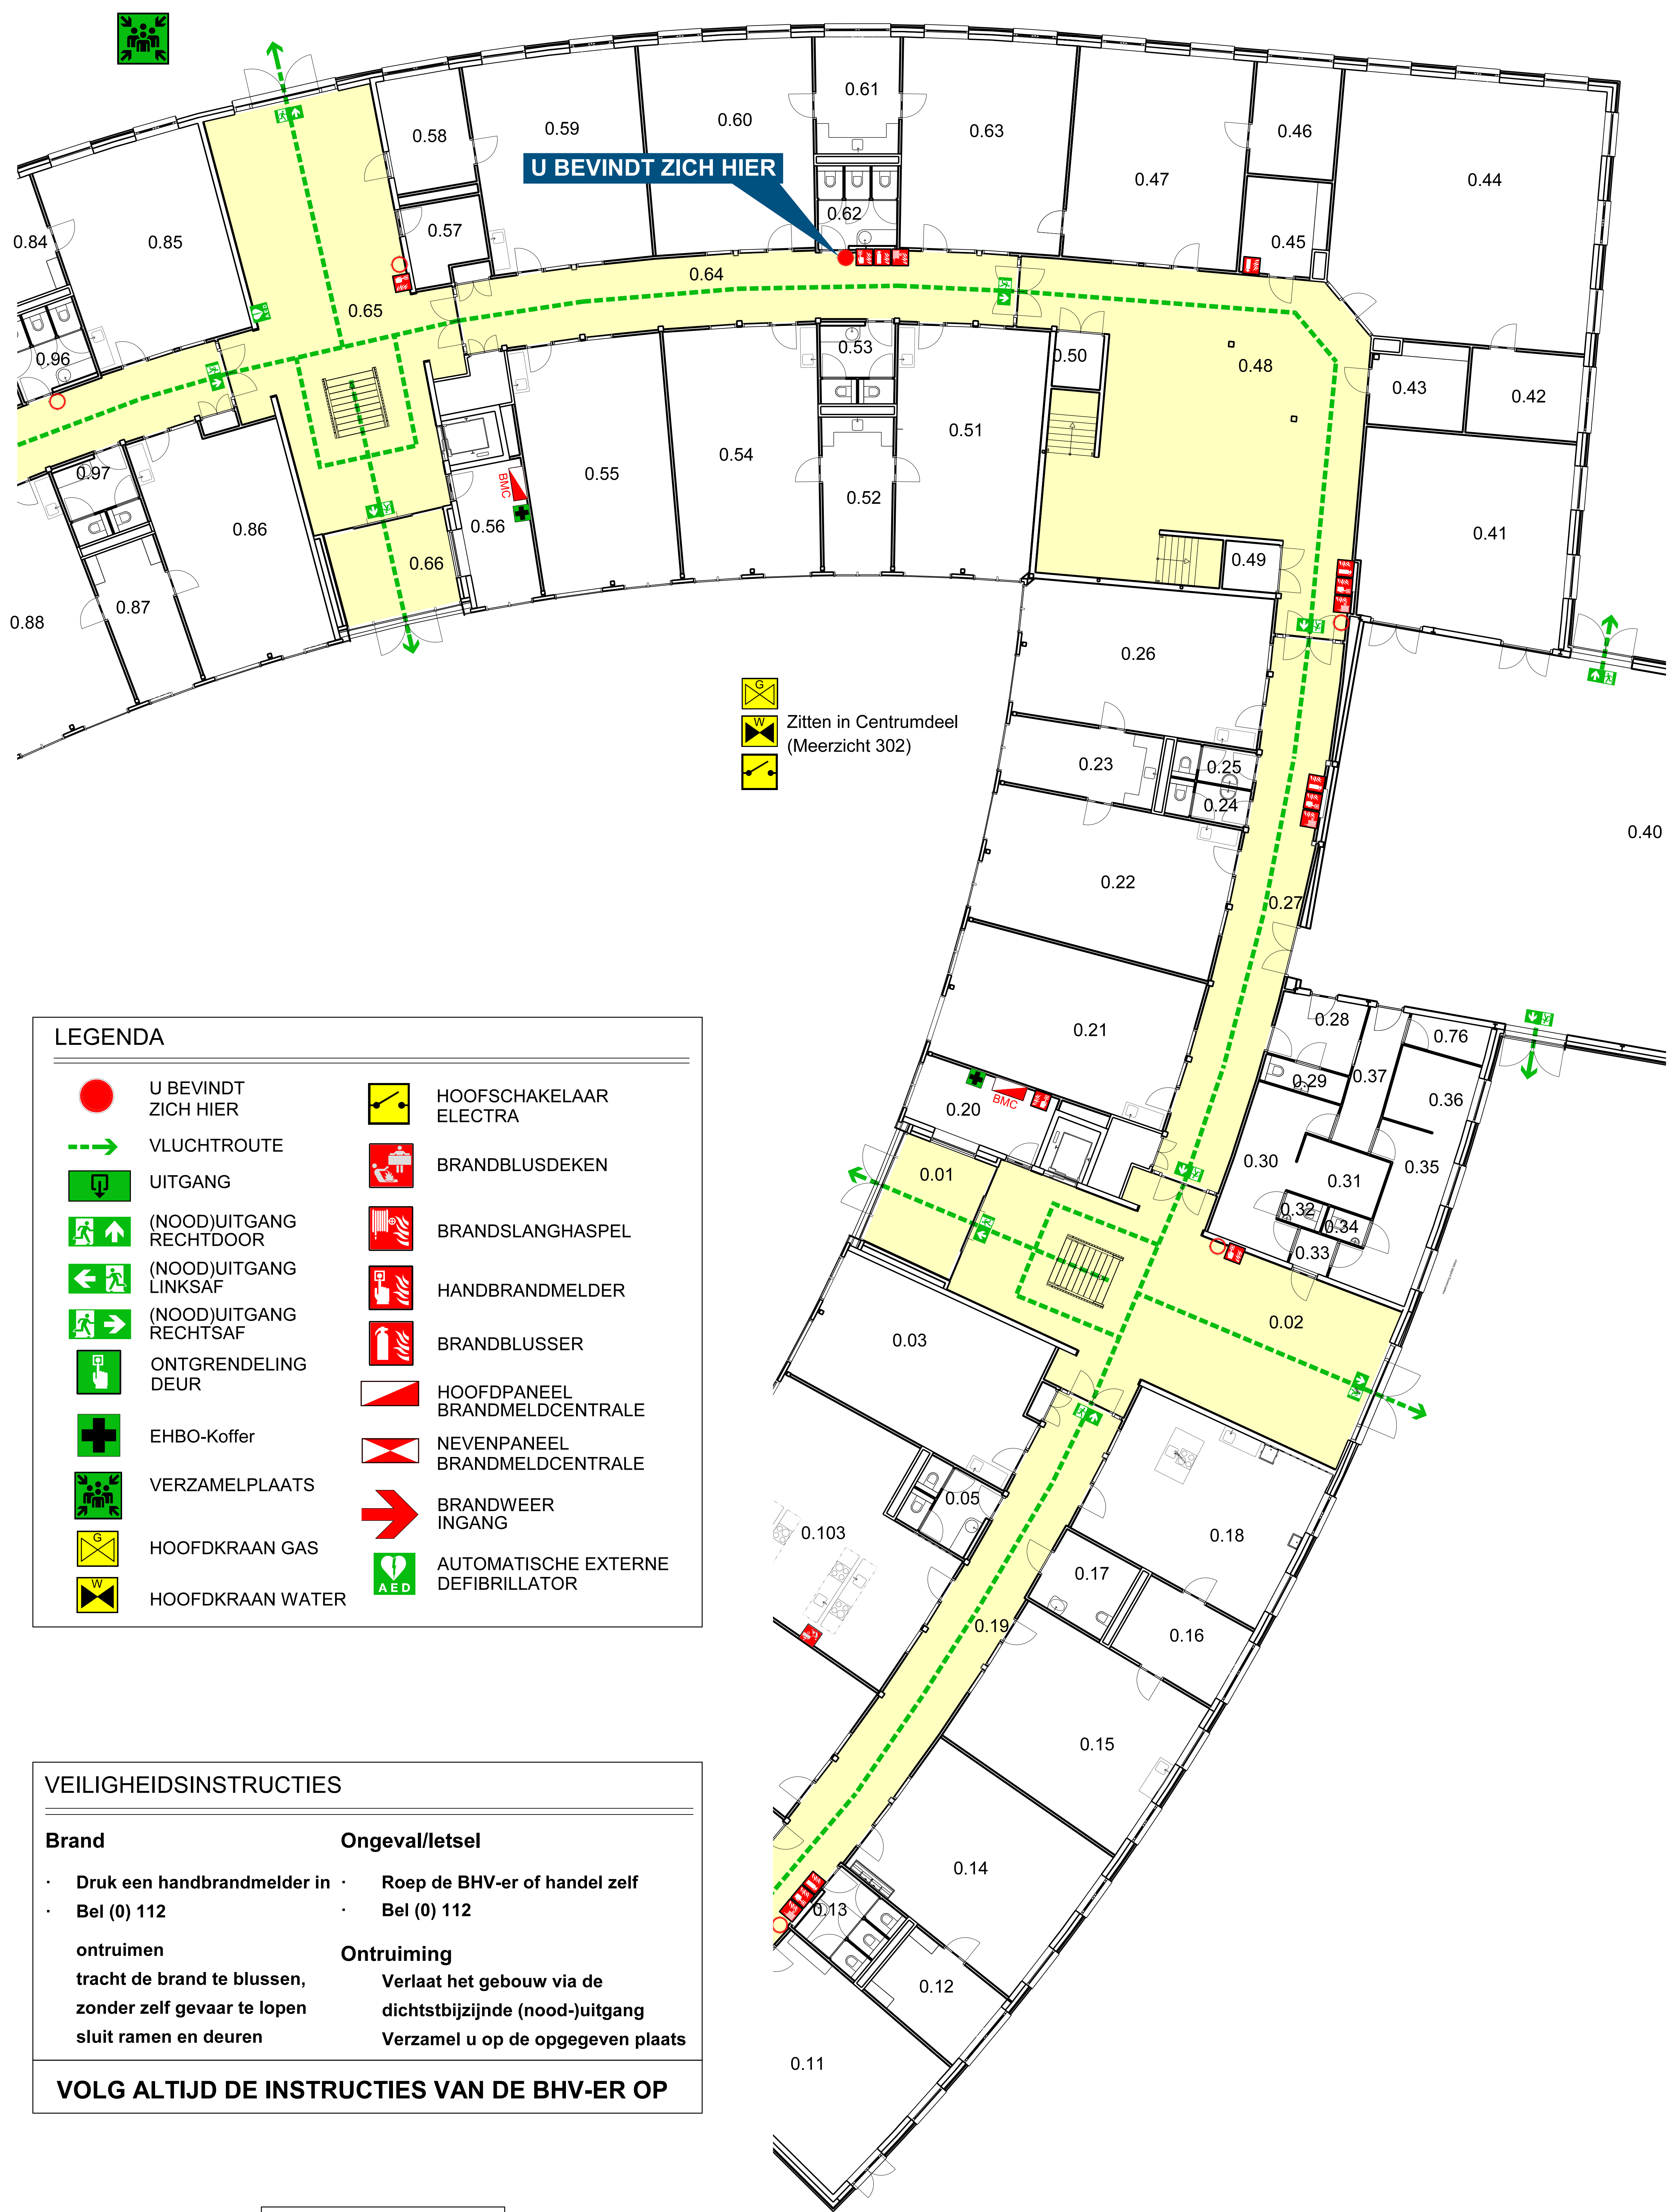 0.61
0.58
0.59
0.60
0.63
0.46
0.47
0.44
U BEVINDT ZICH HIER
0.84
0.85
0.57
0.62
0.45
0.64
0.65
0.96
0.53
0.50
0.48
0.43
0.42
0.97
0.86
0.55
0.54
0.51
0.52
BMC
0.56
0.41
0.66
0.49
0.87
0.88
0.26
G
W
Zitten in Centrumdeel
(Meerzicht 302)
0.23
0.25
0.24
0.40
0.22
0.27
0.21
0.28
0.76
0.29
0.37
0.36
BMC
0.20
0.30
0.31
0.35
0.01
0.32
0.34
0.33
0.02
0.03
0.05
0.103
0.18
0.17
0.19
0.16
0.15
0.14
0.13
0.12
0.11
LEGENDA
U BEVINDT
ZICH HIER
VLUCHTROUTE
UITGANG
(NOOD)UITGANG
RECHTDOOR
(NOOD)UITGANG
LINKSAF
(NOOD)UITGANG
RECHTSAF
ONTGRENDELING
DEUR
EHBO-Koffer
VERZAMELPLAATS
G
HOOFDKRAAN GAS
W
HOOFDKRAAN WATER
HOOFSCHAKELAAR
ELECTRA
BRANDBLUSDEKEN
BRANDSLANGHASPEL
HANDBRANDMELDER
BRANDBLUSSER
HOOFDPANEEL
BRANDMELDCENTRALE
NEVENPANEEL
BRANDMELDCENTRALE
BRANDWEER
INGANG
AED
AUTOMATISCHE EXTERNE
DEFIBRILLATOR
VEILIGHEIDSINSTRUCTIES
Brand
· Druk een handbrandmelder in
· Bel (0) 112
ontruimen
tracht de brand te blussen,
zonder zelf gevaar te lopen
sluit ramen en deuren
Ongeval/letsel
· Roep de BHV-er of handel zelf
· Bel (0) 112
Ontruiming
Verlaat het gebouw via de
dichtstbijzijnde (nood-)uitgang
Verzamel u op de opgegeven plaats
VOLG ALTIJD DE INSTRUCTIES VAN DE BHV-ER OP